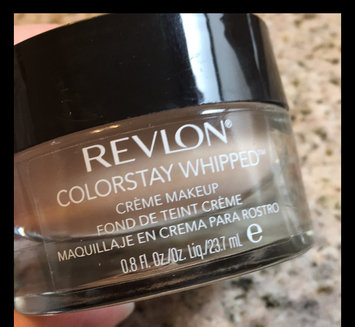 REVLON®
COLORSTAY WHIPPED™
CRÈME MAKEUP
FOND DE TEINT CRÈME
MAQUILLAJE EN CREMA PARA ROSTRO
0.8 Fl. Oz/Oz. Liq/23.7 ml e